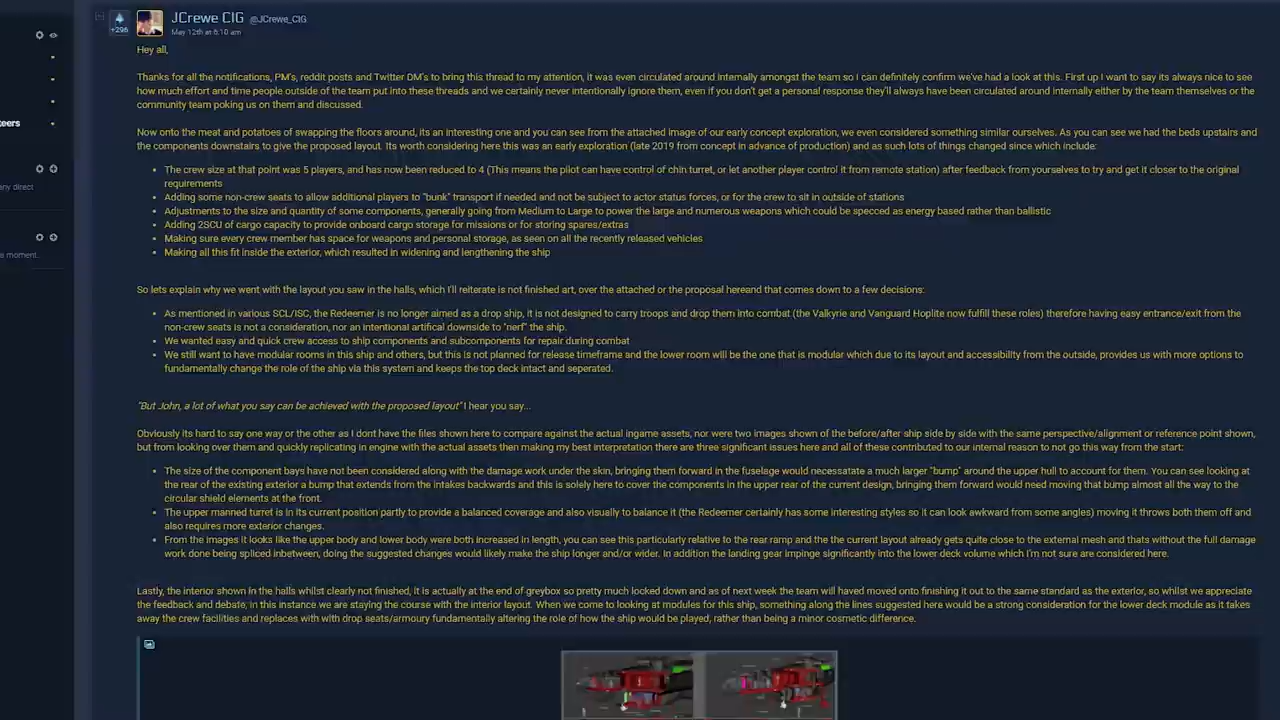 JCrewe CIG @JCrewe_CIG
+296
May 12th at 6:10 am
Hey all,
Thanks for all the notifications, PM's, reddit posts and Twitter DM's to bring this thread to my attention, it was even circulated around internally amongst the team so I can definitely confirm we've had a look at this. First up I want to say its always nice to see
how much effort and time people outside of the team put into these threads and we certainly never intentionally ignore them, even if you don't get a personal response they'll always have been circulated around internally either by the team themselves or the
community team poking us on them and discussed.
eers
Now onto the meat and potatoes of swapping the floors around, its an interesting one and you can see from the attached image of our early concept exploration, we even considered something similar ourselves. As you can see we had the beds upstairs and
the components downstairs to give the proposed layout. Its worth considering here this was an early exploration (late 2019 from concept in advance of production) and as such lots of things changed since which include:
The crew size at that point was 5 players, and has now been reduced to 4 (This means the pilot can have control of chin turret, or let another player control it from remote station) after feedback from yourselves to try and get it closer to the original
requirements
any direct
Adding some non-crew seats to allow additional players to "bunk" transport if needed and not be subject to actor status forces, or for the crew to sit in outside of stations
Adjustments to the size and quantity of some components, generally going from Medium to Large to power the large and numerous weapons which could be specced as energy based rather than ballistic
Adding 2SCU of cargo capacity to provide onboard cargo storage for missions or for storing spares/extras
Making sure every crew member has space for weapons and personal storage, as seen on all the recently released vehicles
Making all this fit inside the exterior, which resulted in widening and lengthening the ship
a moment.
So lets explain why we went with the layout you saw in the halls, which I'll reiterate is not finished art, over the attached or the proposal hereand that comes down to a few decisions:
As mentioned in various SCL/ISC, the Redeemer is no longer aimed as a drop ship, it is not designed to carry troops and drop them into combat (the Valkyrie and Vanguard Hoplite now fulfill these roles) therefore having easy entrance/exit from the
non-crew seats is not a consideration, nor an intentional artifical downside to "nerf" the ship.
We wanted easy and quick crew access to ship components and subcomponents for repair during combat
We still want to have modular rooms in this ship and others, but this is not planned for release timeframe and the lower room will be the one that is modular which due to its layout and accessibility from the outside, provides us with more options to
fundamentally change the role of the ship via this system and keeps the top deck intact and seperated.
"But John, a lot of what you say can be achieved with the proposed layout" I hear you say...
Obviously its hard to say one way or the other as I dont have the files shown here to compare against the actual ingame assets, nor were two images shown of the before/after ship side by side with the same perspective/alignment or reference point shown,
but from looking over them and quickly replicating in engine with the actual assets then making my best interpretation there are three significant issues here and all of these contributed to our internal reason to not go this way from the start:
The size of the component bays have not been considered along with the damage work under the skin, bringing them forward in the fuselage would necessatate a much larger "bump" around the upper hull to account for them. You can see looking at
the rear of the existing exterior a bump that extends from the intakes backwards and this is solely here to cover the components in the upper rear of the current design, bringing them forward would need moving that bump almost all the way to the
circular shield elements at the front.
The upper manned turret is in its current position partly to provide a balanced coverage and also visually to balance it (the Redeemer certainly has some interesting styles so it can look awkward from some angles) moving it throws both them off and
also requires more exterior changes.
From the images it looks like the upper body and lower body were both increased in length, you can see this particularly relative to the rear ramp and the the current layout already gets quite close to the external mesh and thats without the full damage
work done being spliced inbetween, doing the suggested changes would likely make the ship longer and/or wider. In addition the landing gear impinge significantly into the lower deck volume which I'm not sure are considered here.
Lastly, the interior shown in the halls whilst clearly not finished, it is actually at the end of greybox so pretty much locked down and as of next week the team will haved moved onto finishing it out to the same standard as the exterior, so whilst we appreciate
the feedback and debate, in this instance we are staying the course with the interior layout. When we come to looking at modules for this ship, something along the lines suggested here would be a strong consideration for the lower deck module as it takes
away the crew facilities and replaces with with drop seats/armoury fundamentally altering the role of how the ship would be played, rather than being a minor cosmetic difference.